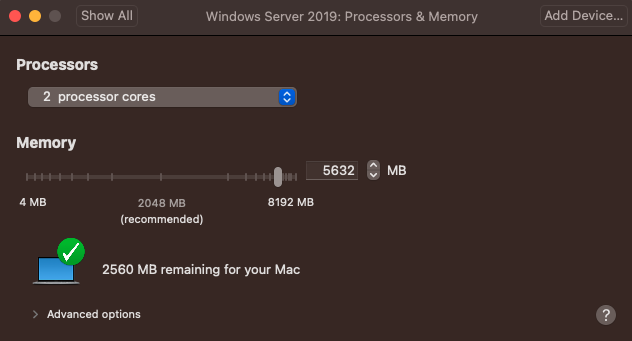 Show All
Windows Server 2019: Processors & Memory
Add Device...
Processors
2 processor cores
Memory
5632 MB
4 MB
2048 MB
8192 MB
(recommended)
2560 MB remaining for your Mac
Advanced options
?